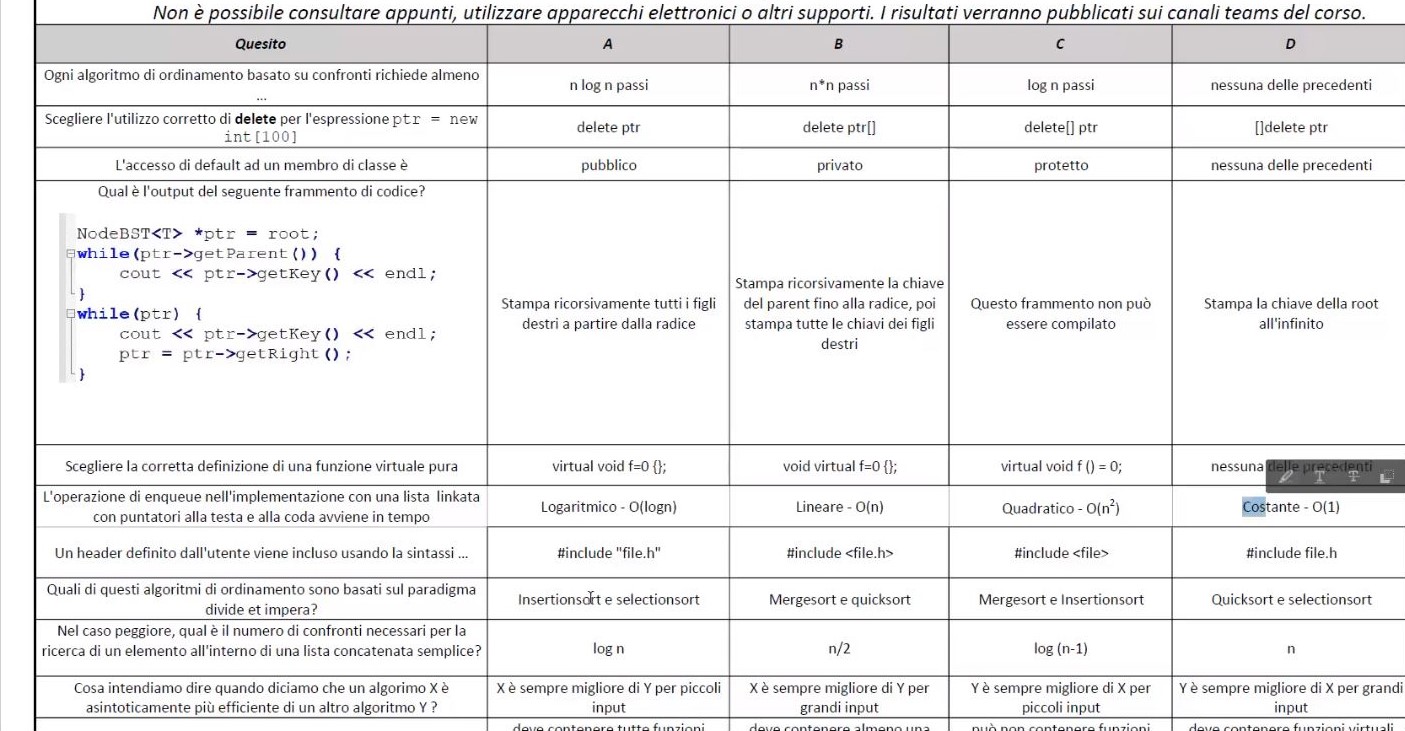 Non è possibile consultare appunti, utilizzare apparecchi elettronici o altri supporti. I risultati verranno pubblicati sui canali teams del corso.
Quesito A B C D
Ogni algoritmo di ordinamento basato su confronti richiede almeno
...
n log n passi n*n passi log n passi nessuna delle precedenti
Scegliere l'utilizzo corretto di delete per l'espressione ptr = new
int[100]
delete ptr delete ptr[] delete[] ptr []delete ptr
L'accesso di default ad un membro di classe è pubblico privato protetto nessuna delle precedenti
Qual è l'output del seguente frammento di codice?
NodeBST<T> *ptr = root;
while(ptr->getParent()) {
cout << ptr->getKey() << endl;
}
while(ptr) {
cout << ptr->getKey() << endl;
ptr = ptr->getRight();
}
Stampa ricorsivamente tutti i figli
destri a partire dalla radice
Stampa ricorsivamente la chiave
del parent fino alla radice, poi
stampa tutte le chiavi dei figli
destri
Questo frammento non può
essere compilato
Stampa la chiave della root
all'infinito
Scegliere la corretta definizione di una funzione virtuale pura virtual void f=0 {}; void virtual f=0 {}; virtual void f () = 0; nessuna delle precedenti
L'operazione di enqueue nell'implementazione con una lista linkata
con puntatori alla testa e alla coda avviene in tempo
Logaritmico - O(logn) Lineare - O(n) Quadratico - O(n²) Costante - O(1)
Un header definito dall'utente viene incluso usando la sintassi ... #include "file.h" #include <file.h> #include <file> #include file.h
Quali di questi algoritmi di ordinamento sono basati sul paradigma
divide et impera?
Insertionsort e selectionsort Mergesort e quicksort Mergesort e Insertionsort Quicksort e selectionsort
Nel caso peggiore, qual è il numero di confronti necessari per la
ricerca di un elemento all'interno di una lista concatenata semplice?
log n n/2 log (n-1) n
Cosa intendiamo dire quando diciamo che un algorimo X è
asintoticamente più efficiente di un altro algoritmo Y ?
X è sempre migliore di Y per piccoli
input
X è sempre migliore di Y per
grandi input
Y è sempre migliore di X per
piccoli input
Y è sempre migliore di X per grandi
input
deve contenere tutte funzioni deve contenere almeno una può non contenere funzioni deve contenere funzioni virtuali